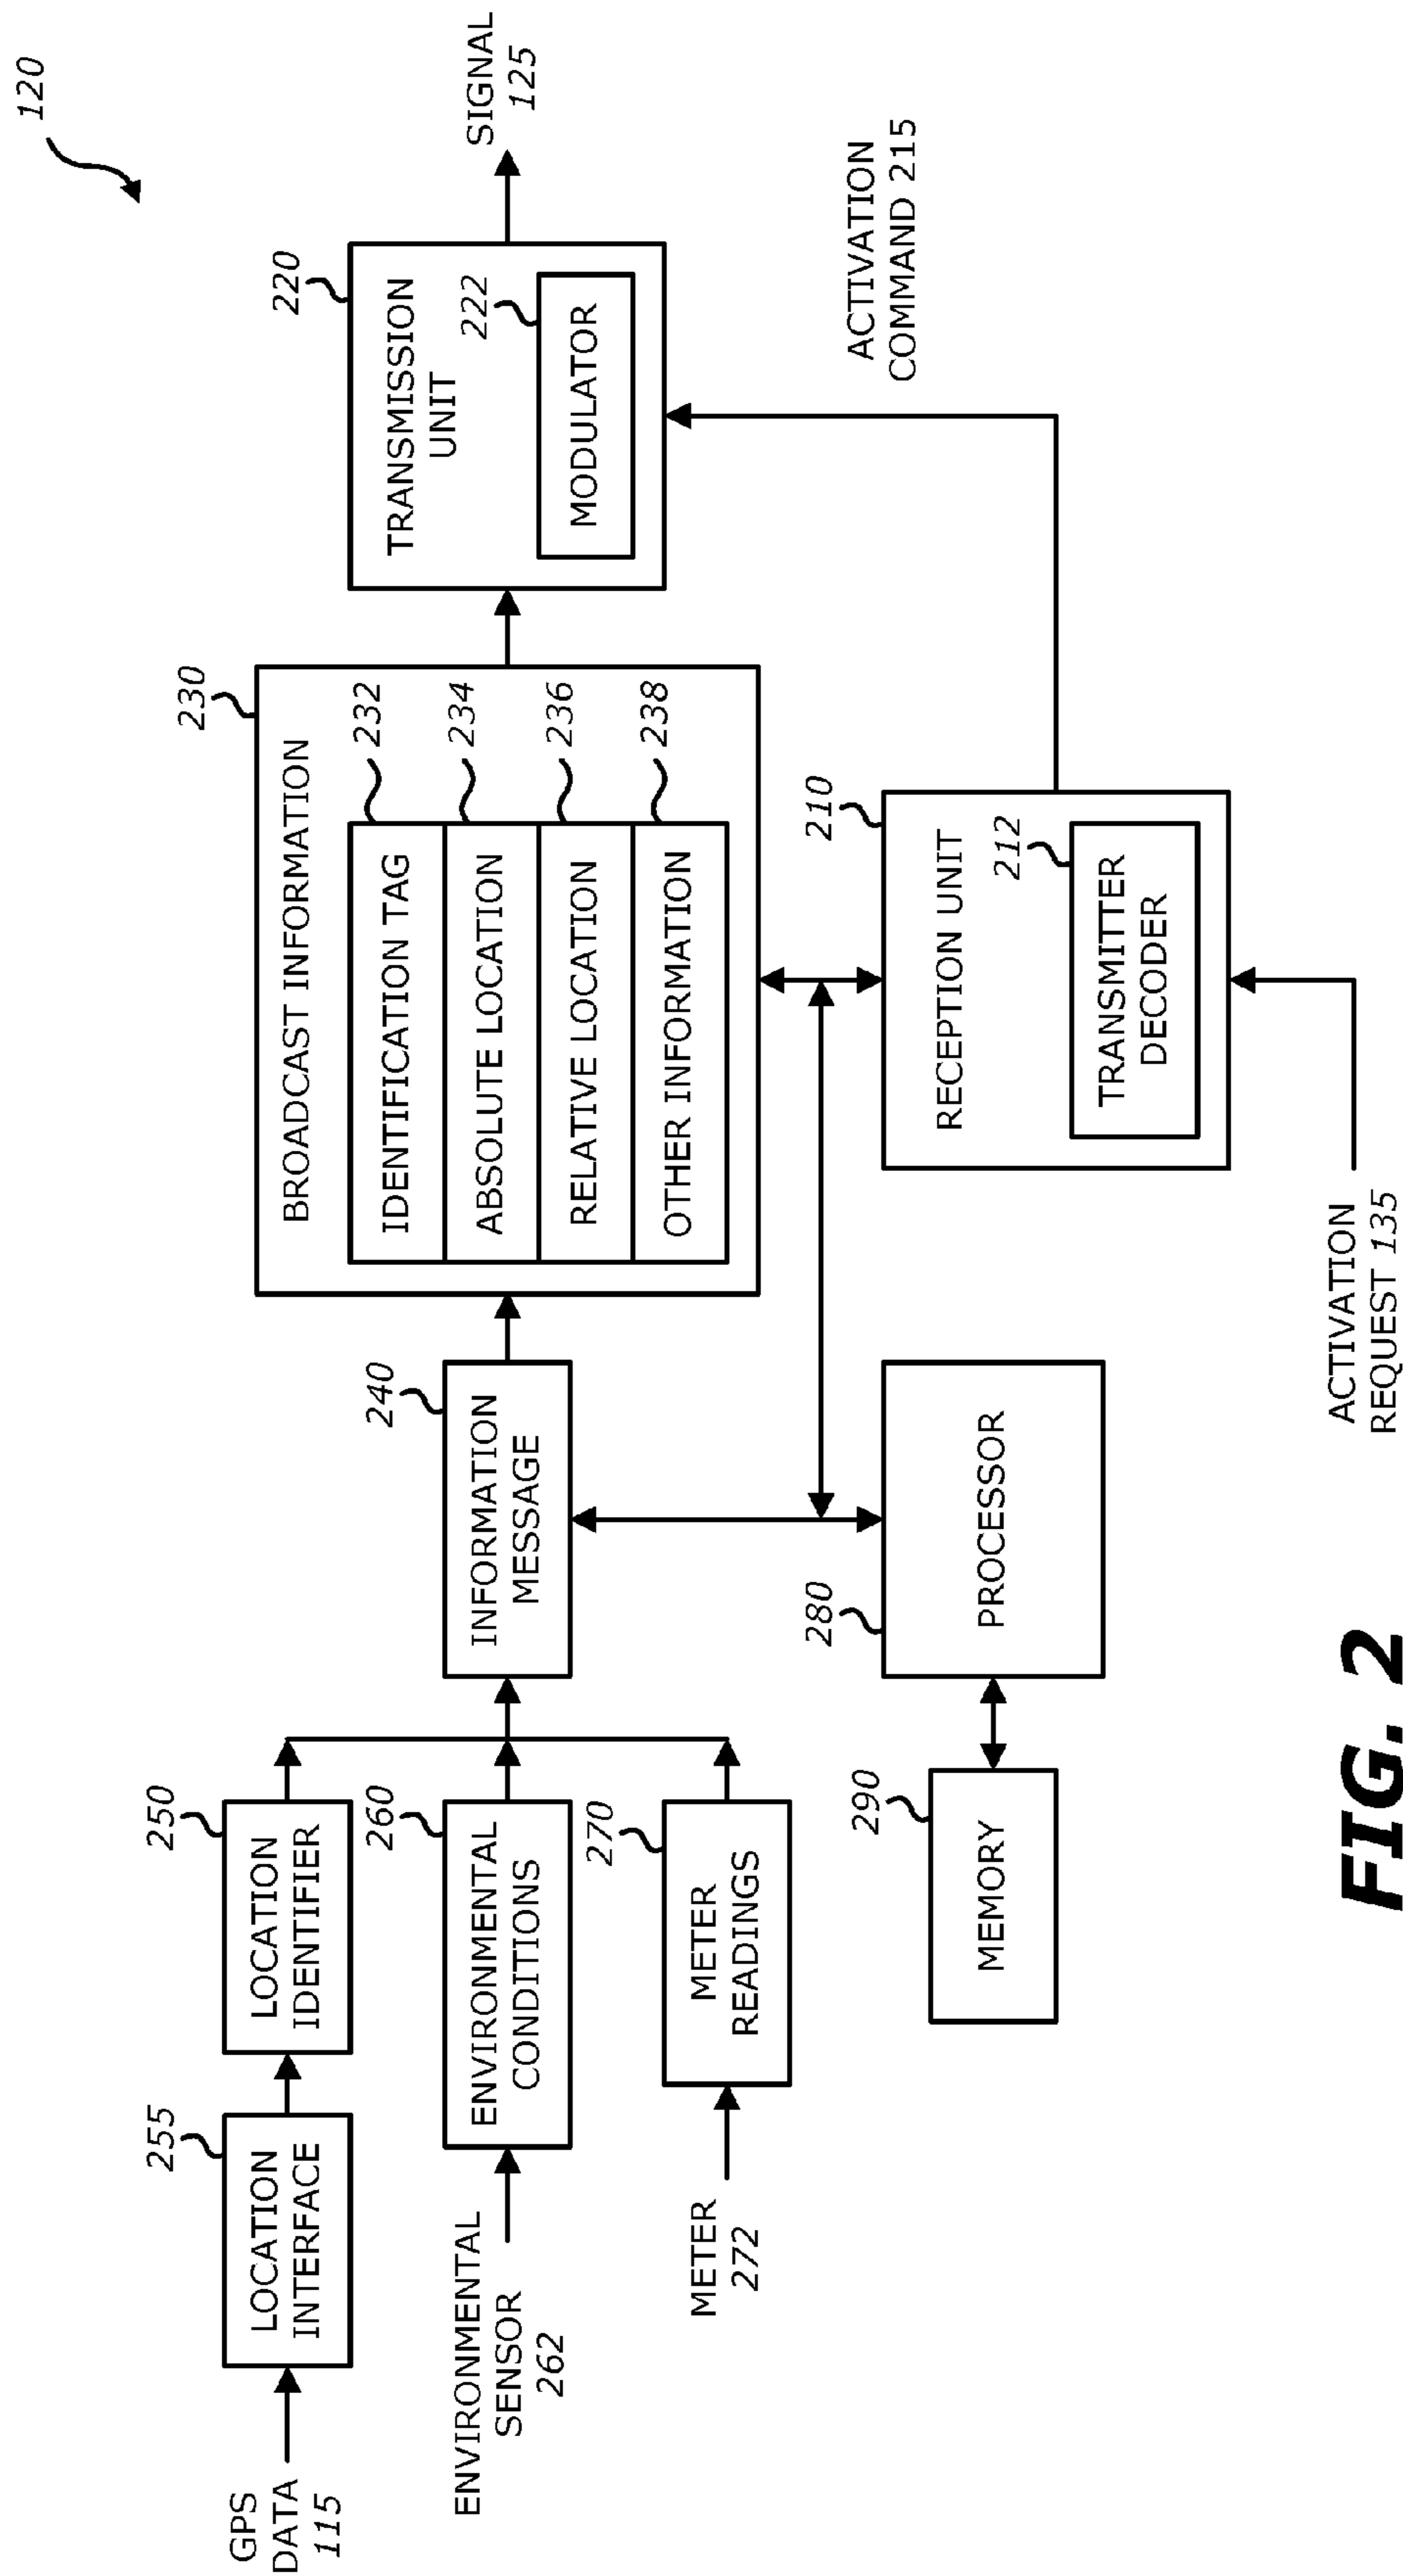 120
GPS
DATA
115
255
LOCATION
INTERFACE
250
LOCATION
IDENTIFIER
ENVIRONMENTAL
SENSOR
262
260
ENVIRONMENTAL
CONDITIONS
METER
272
270
METER
READINGS
240
INFORMATION
MESSAGE
230
BROADCAST INFORMATION
IDENTIFICATION TAG
232
ABSOLUTE LOCATION
234
RELATIVE LOCATION
236
OTHER INFORMATION
238
220
TRANSMISSION
UNIT
222
MODULATOR
SIGNAL
125
290
MEMORY
280
PROCESSOR
210
RECEPTION UNIT
212
TRANSMITTER
DECODER
ACTIVATION
COMMAND 215
ACTIVATION
REQUEST 135
FIG. 2